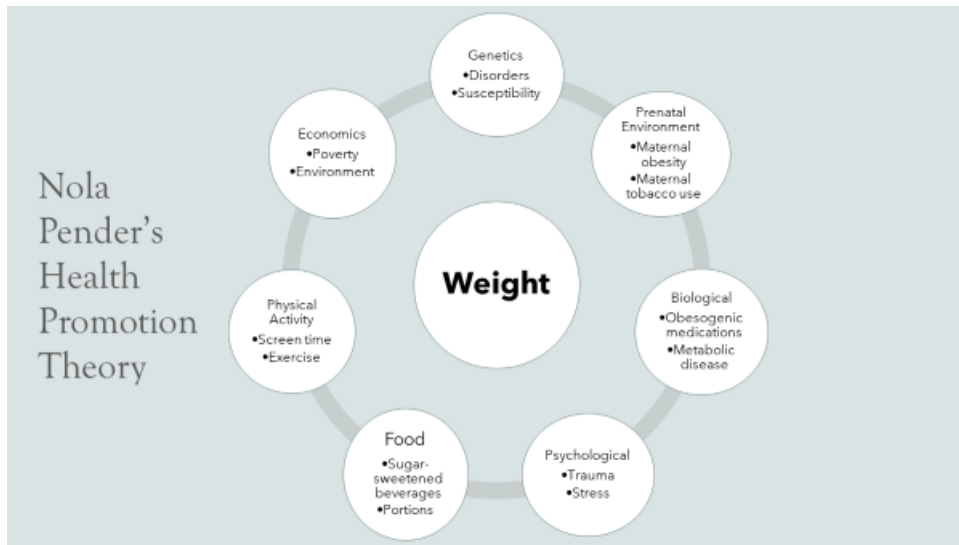 Nola
Pender's
Health
Promotion
Theory
Weight
Genetics
•Disorders
•Susceptibility
Prenatal
Environment
•Maternal
obesity
•Maternal
tobacco use
Biological
•Obesogenic
medications
•Metabolic
disease
Psychological
•Trauma
•Stress
Food
•Sugar-
sweetened
beverages
•Portions
Physical
Activity
•Screen time
•Exercise
Economics
•Poverty
•Environment